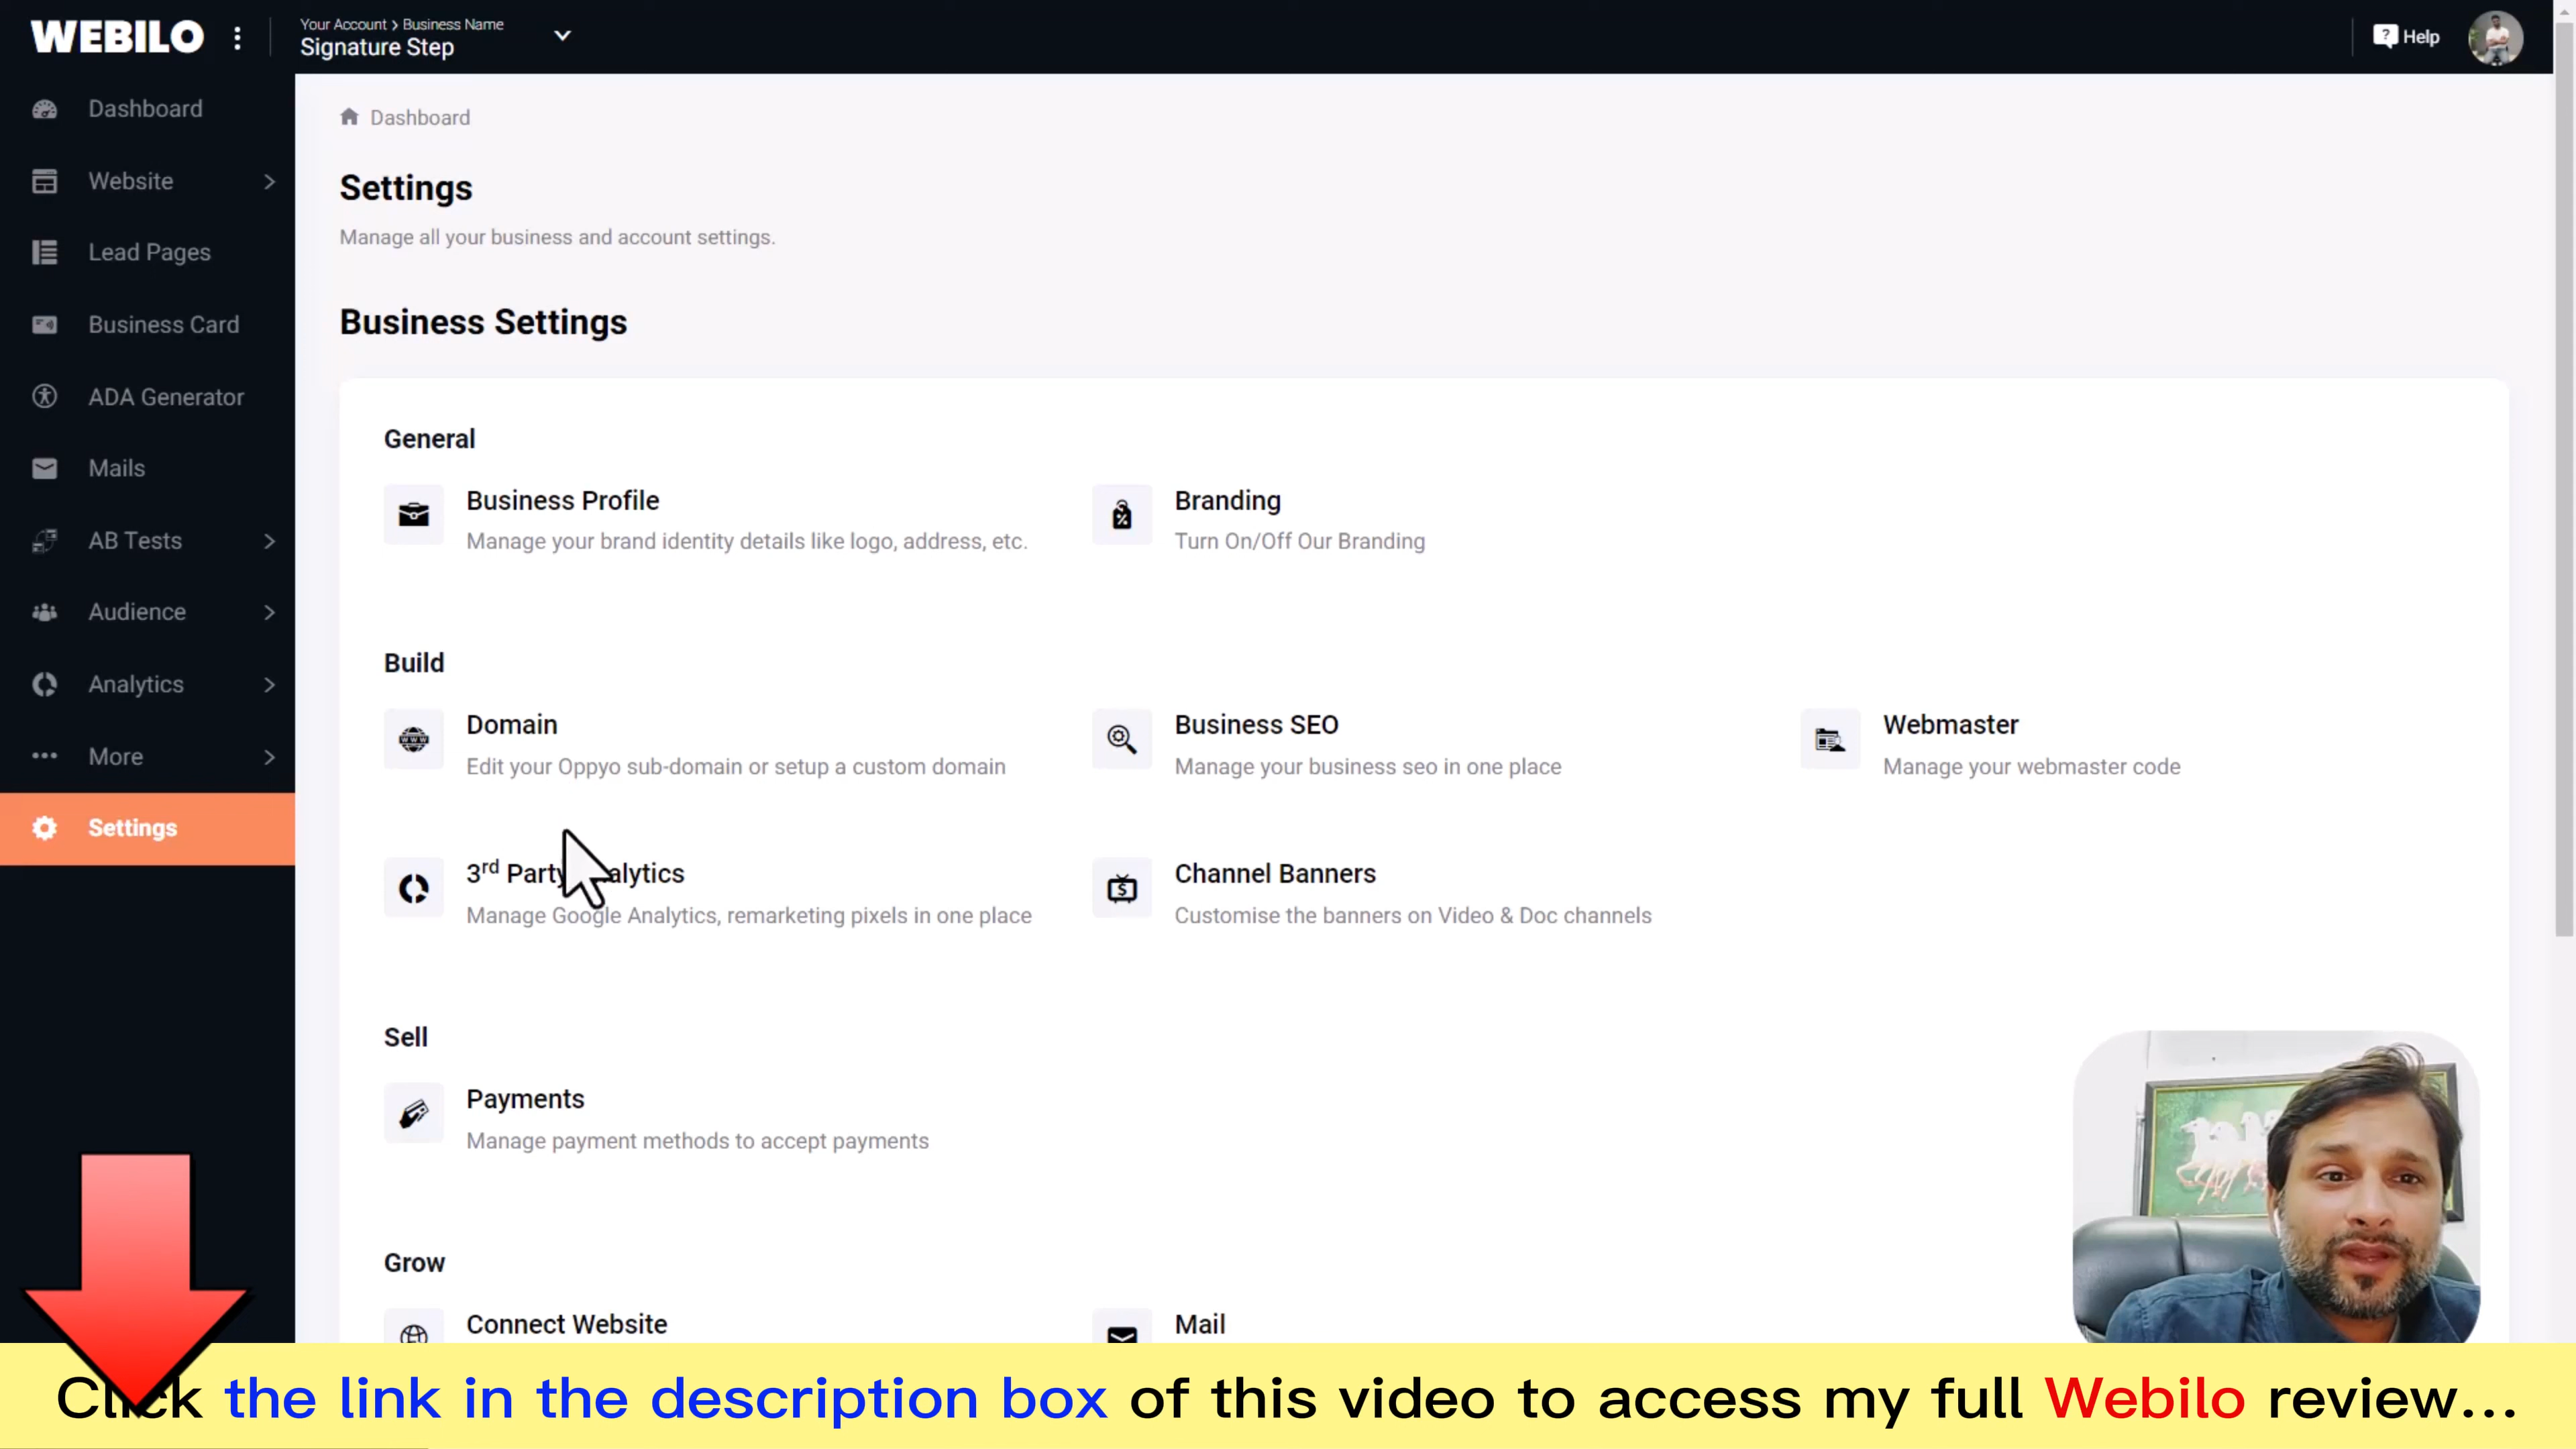 WEBILO
Your Account > Business Name
Signature Step
Help
Dashboard
Website
Lead Pages
Business Card
ADA Generator
Mails
AB Tests
Audience
Analytics
More
Settings
Dashboard
Settings
Manage all your business and account settings.
Business Settings
General
Business Profile
Manage your brand identity details like logo, address, etc.
Branding
Turn On/Off Our Branding
Build
Domain
Edit your Oppyo sub-domain or setup a custom domain
Business SEO
Manage your business seo in one place
Webmaster
Manage your webmaster code
3rd Party Analytics
Manage Google Analytics, remarketing pixels in one place
Channel Banners
Customise the banners on Video & Doc channels
Sell
Payments
Manage payment methods to accept payments
Grow
Connect Website
Mail
Click the link in the description box of this video to access my full Webilo review...